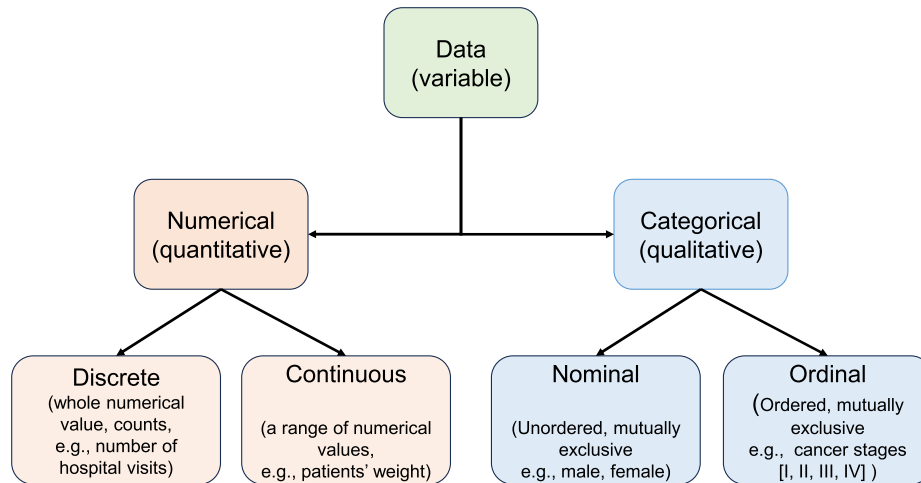 Data
(variable)
Numerical
(quantitative)
Categorical
(qualitative)
Discrete
(whole numerical
value, counts,
e.g., number of
hospital visits)
Continuous
(a range of numerical
values,
e.g., patients’ weight)
Nominal
(Unordered, mutually
exclusive
e.g., male, female)
Ordinal
(Ordered, mutually
exclusive
e.g., cancer stages
[I, II, III, IV] )